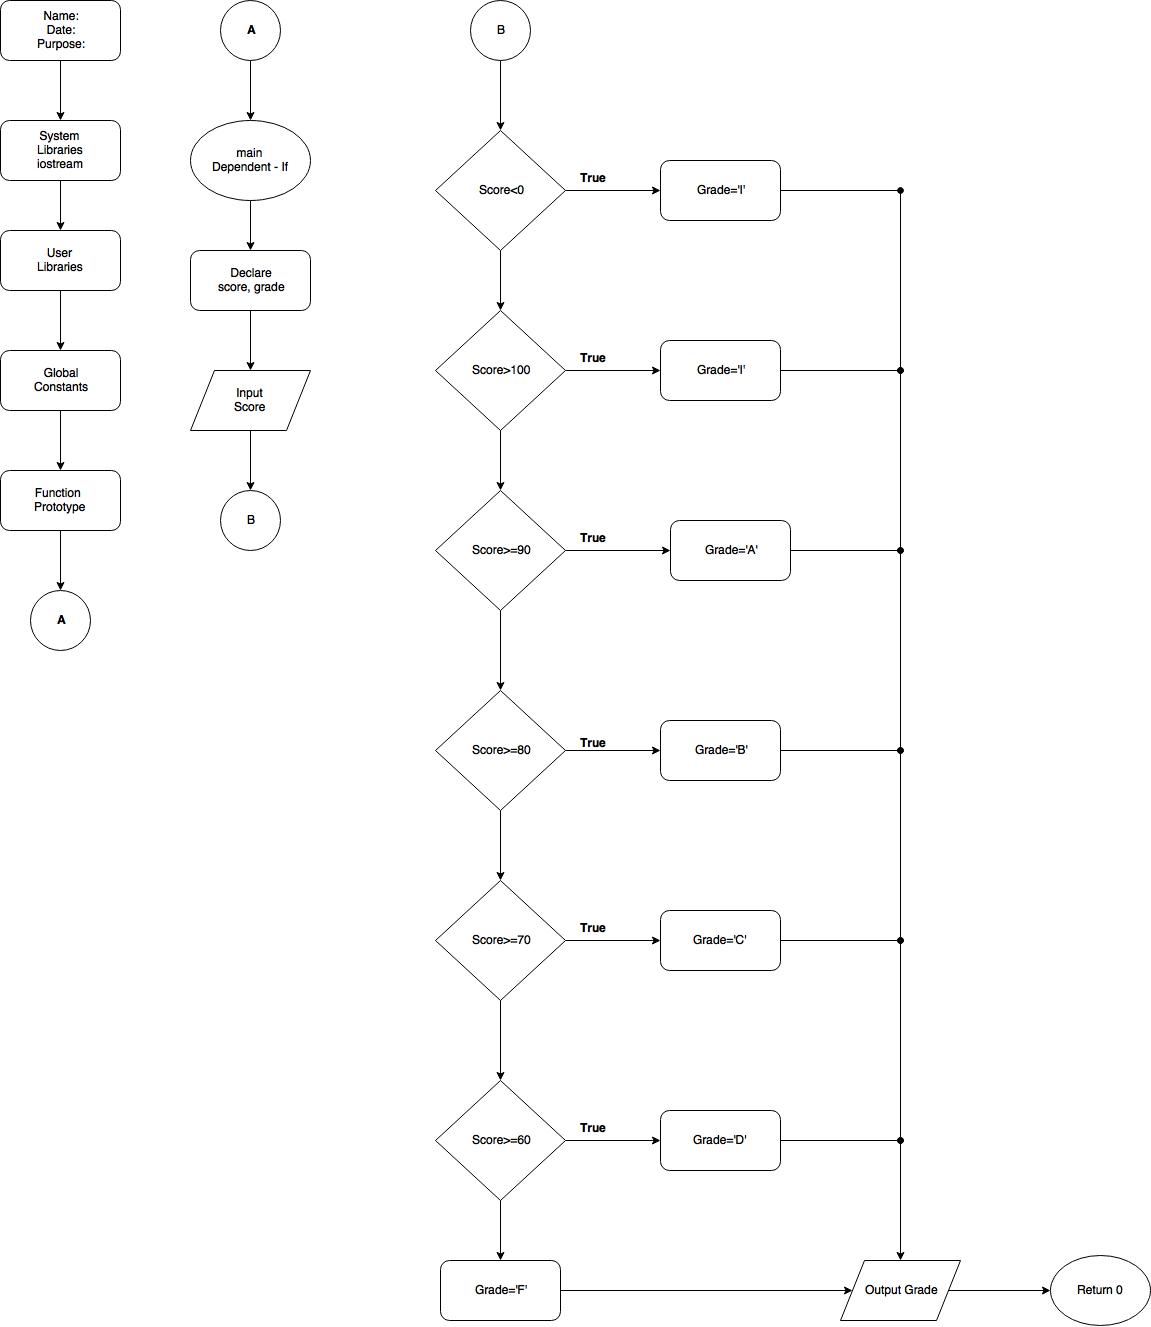 Name:
Date:
Purpose:
System
Libraries
iostream
User
Libraries
Global
Constants
Function
Prototype
A
A
main
Dependent - If
Declare
score, grade
Input
Score
B
B
Score<0
True
Grade='I'
Score>100
True
Grade='I'
Score>=90
True
Grade='A'
Score>=80
True
Grade='B'
Score>=70
True
Grade='C'
Score>=60
True
Grade='D'
Grade='F'
Output Grade
Return 0